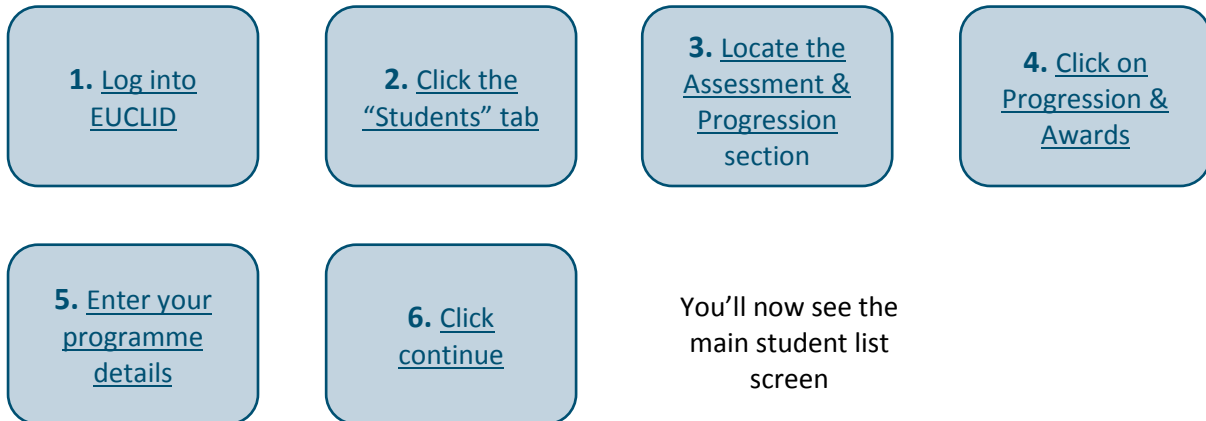 1. Log into
EUCLID
2. Click the
“Students” tab
3. Locate the
Assessment &
Progression
section
4. Click on
Progression &
Awards
5. Enter your
programme
details
6. Click
continue
You’ll now see the
main student list
screen